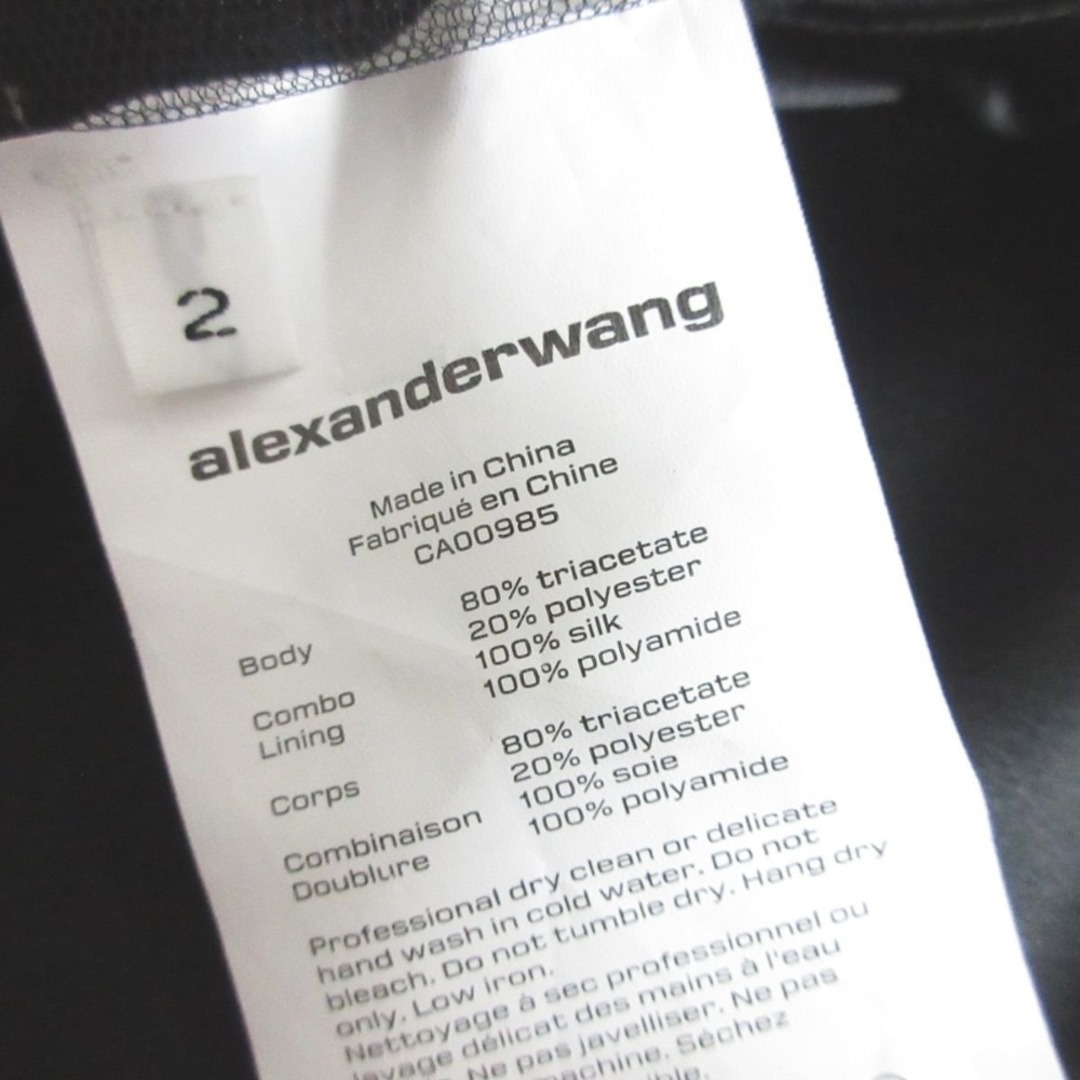 2
alexanderwang
Made in China
Fabriqué en Chine
CA00985
Body 80% triacetate
20% polyester
Combo 100% silk
Lining 100% polyamide
Corps 80% triacetate
20% polyester
Combinaison 100% soie
Doublure 100% polyamide
Professional dry clean or delicate
hand wash in cold water. Do not
bleach. Do not tumble dry. Hang dry
only. Low iron.
Nettoyage à sec professionnel ou
lavage délicat des mains à l'eau
Ne pas javelliser. Ne pas
machine. Séchez